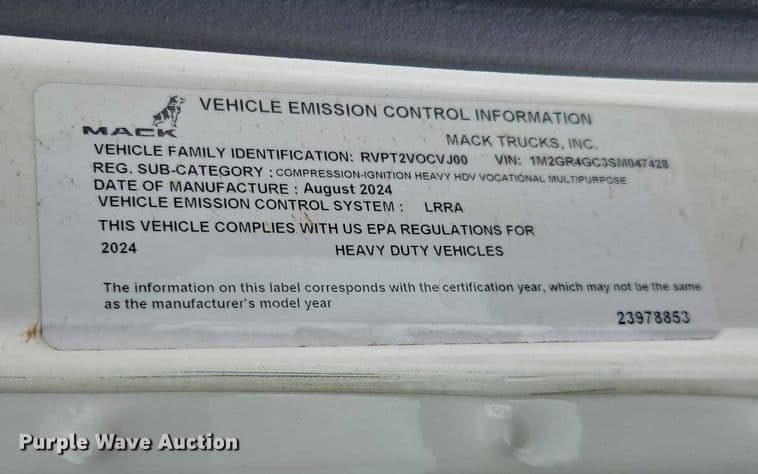 MACK
VEHICLE EMISSION CONTROL INFORMATION
MACK TRUCKS, INC.
VEHICLE FAMILY IDENTIFICATION: RVPT2VOCVJ00 VIN: 1M2GR4GC3SM047428
REG. SUB-CATEGORY : COMPRESSION-IGNITION HEAVY HDV VOCATIONAL MULTIPURPOSE
DATE OF MANUFACTURE : August 2024
VEHICLE EMISSION CONTROL SYSTEM : LRRA
THIS VEHICLE COMPLIES WITH US EPA REGULATIONS FOR
2024 HEAVY DUTY VEHICLES
The information on this label corresponds with the certification year, which may not be the same
as the manufacturer's model year
23978853
Purple Wave Auction